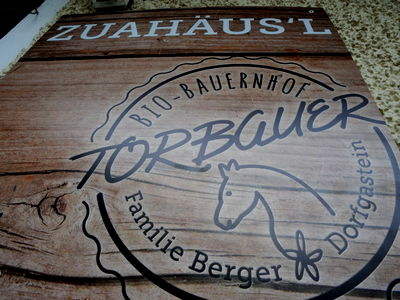 ZUAHÄUS'L
BIO-BAUERNHOF
TORBAUER
Familie Berger
Dorfgastein